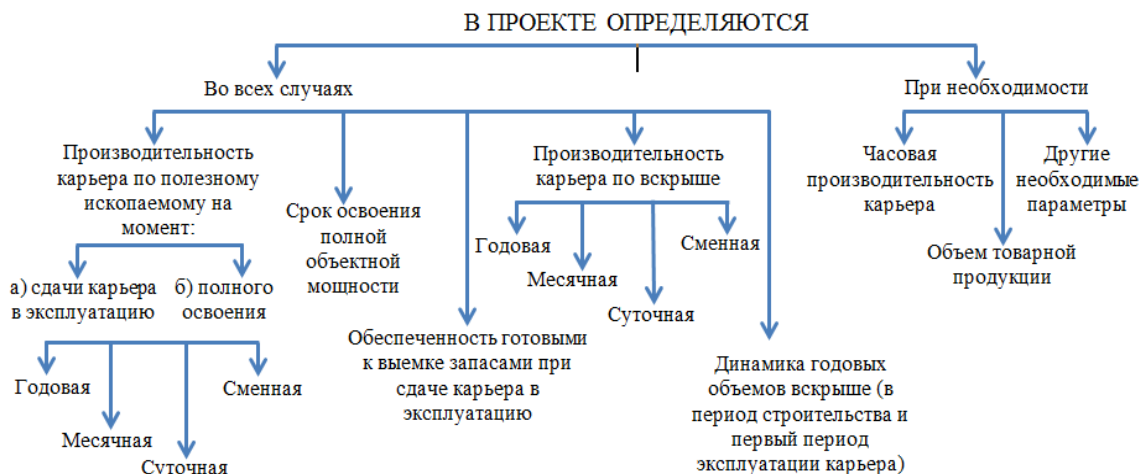 В ПРОЕКТЕ ОПРЕДЕЛЯЮТСЯ
Во всех случаях
При необходимости
Производительность
карьера по полезному
ископаемому на
момент:
а) сдачи карьера
в эксплуатацию
б) полного
освоения
Годовая
Месячная
Суточная
Сменная
Срок освоения
полной
объектной
мощности
Обеспеченность готовыми
к выемке запасами при
сдаче карьера в
эксплуатацию
Производительность
карьера по вскрыше
Годовая
Месячная
Суточная
Сменная
Динамика годовых
объемов вскрыше (в
период строительства и
первый период
эксплуатации карьера)
Часовая
производительность
карьера
Объем товарной
продукции
Другие
необходимые
параметры